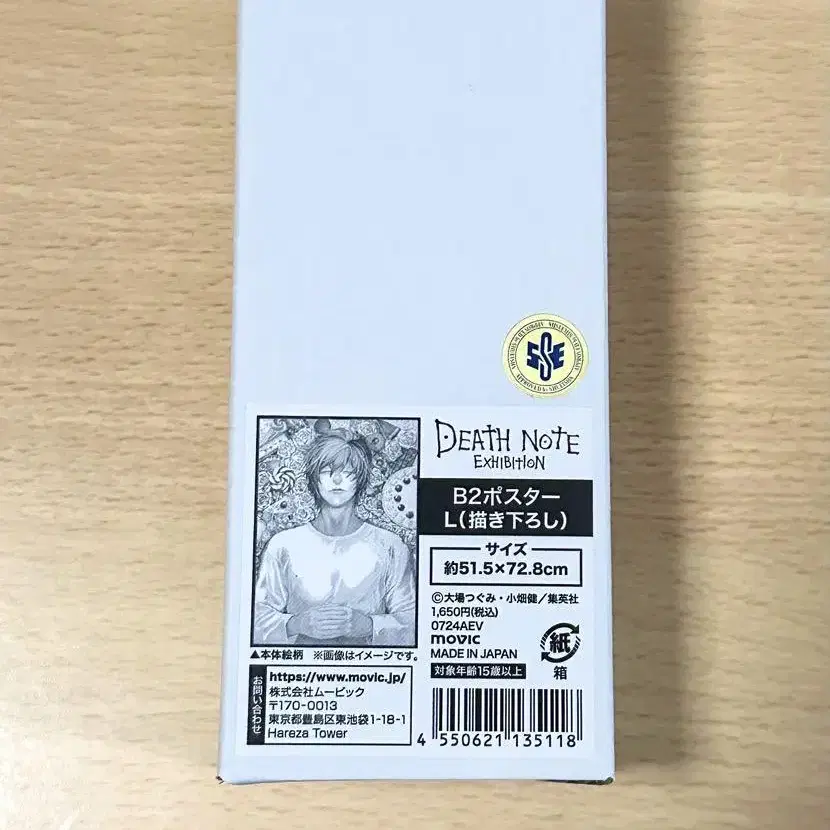 SSE
DEATH NOTE
EXHIBITION
B2ポスター
L(描き下ろし)
サイズ
約51.5×72.8cm
©大場つぐみ・小畑健/集英社
1,650円(税込)
0724AEV
movic
MADE IN JAPAN
対象年齢15歳以上
紙
箱
▲本体絵柄 ※画像はイメージです。
お問い合わせ
https://www.movic.jp/
株式会社ムービック
〒170-0013
東京都豊島区東池袋1-18-1
Hareza Tower
4 550621 135118